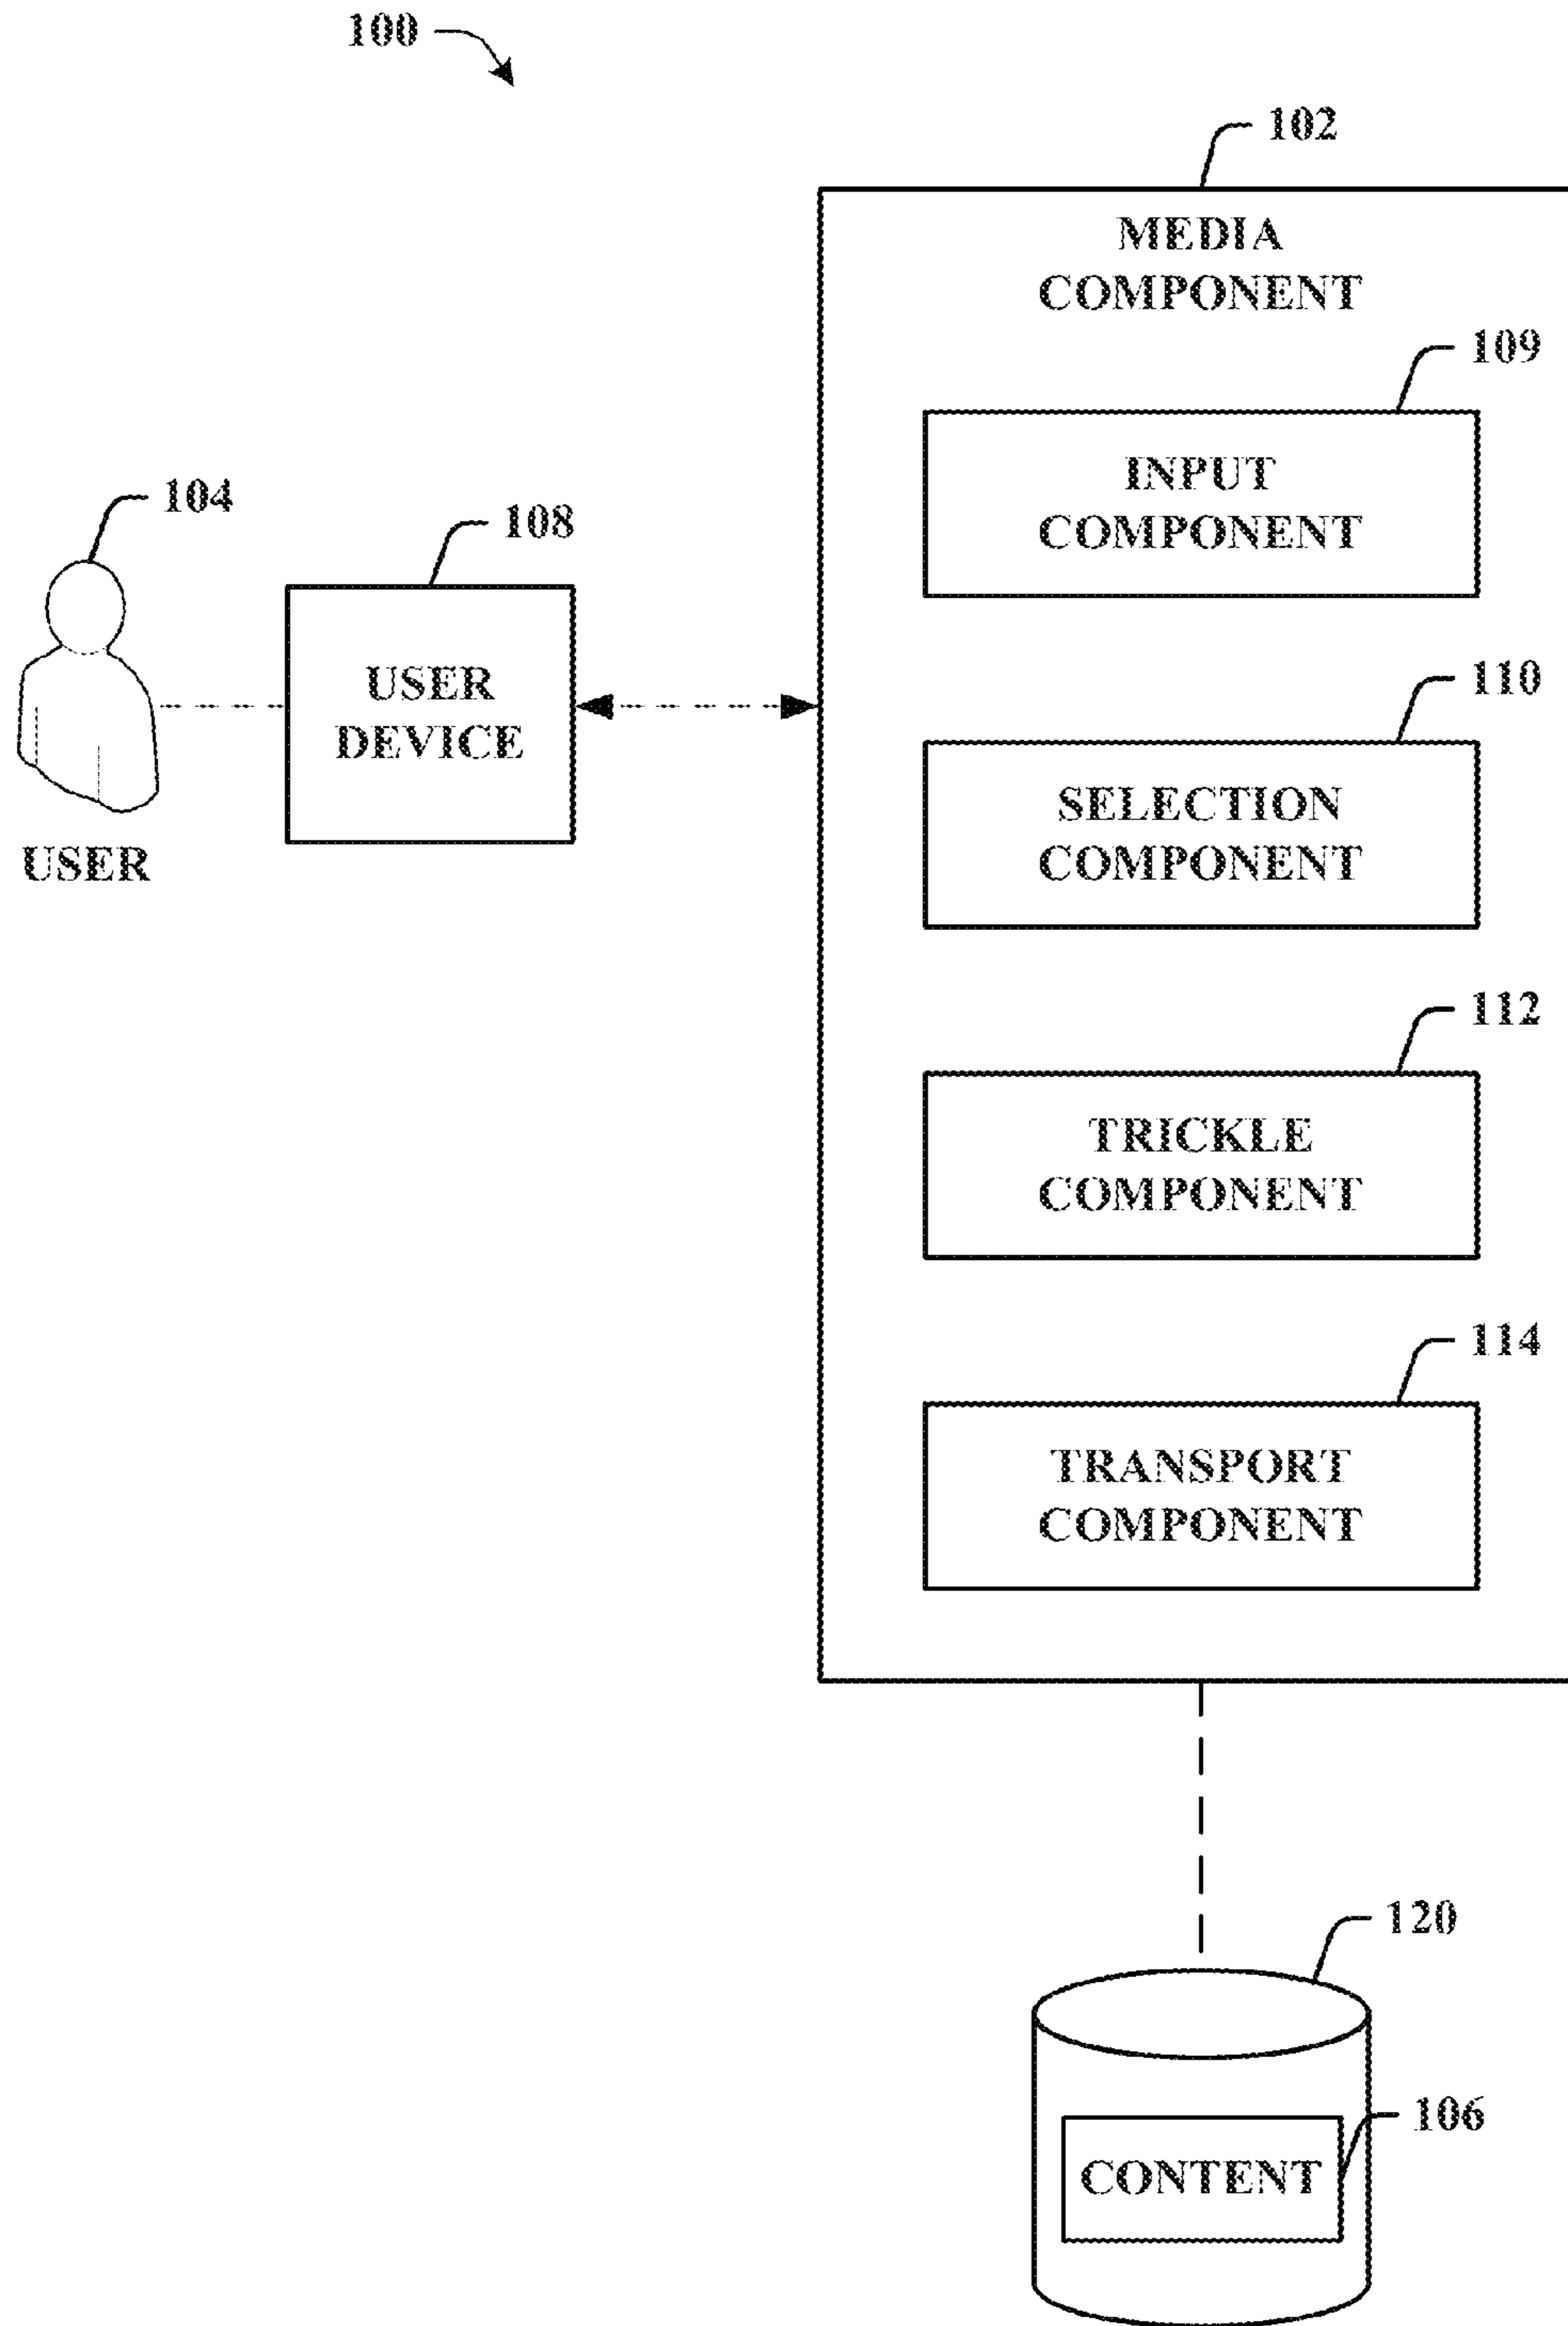 100
102
MEDIA
COMPONENT
109
INPUT
COMPONENT
104
108
USER
DEVICE
USER
110
SELECTION
COMPONENT
112
TRICKLE
COMPONENT
114
TRANSPORT
COMPONENT
120
106
CONTENT